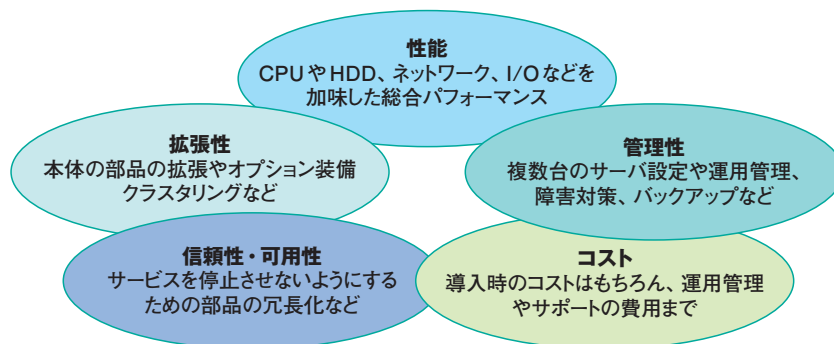 性能
CPUやHDD、ネットワーク、I/Oなどを
加味した総合パフォーマンス
拡張性
本体の部品の拡張やオプション装備
クラスタリングなど
管理性
複数台のサーバ設定や運用管理、
障害対策、バックアップなど
信頼性・可用性
サービスを停止させないようにする
ための部品の冗長化など
コスト
導入時のコストはもちろん、運用管理
やサポートの費用まで